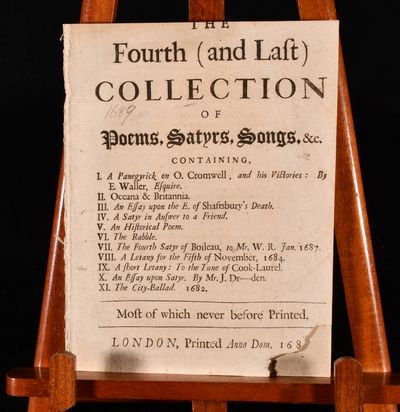 THE
Fourth (and Laſt)
COLLECTION
1689
OF
Poems, Satyrs, Songs, &c.
CONTAINING,
I. A Panegyrick on O. Cromwell, and his Victories: By
E. Waller, Eſquire.
II. Oceana & Britannia.
III. An Eſſay upon the E. of Shaftsbury's Death.
IV. A Satyr in Anſwer to a Friend.
V. An Hiſtorical Poem.
VI. The Rabble.
VII. The Fourth Satyr of Boileau, to Mr. W. R. Jan. 1687.
VIII. A Letany for the Fifth of November, 1684.
IX. A ſhort Letany: To the Tune of Cook-Laurel.
X. An Eſſay upon Satyr. By Mr. J. Dr---den.
XI. The City-Ballad. 1682.
Moſt of which never before Printed.
LONDON, Printed Anno Dom. 168